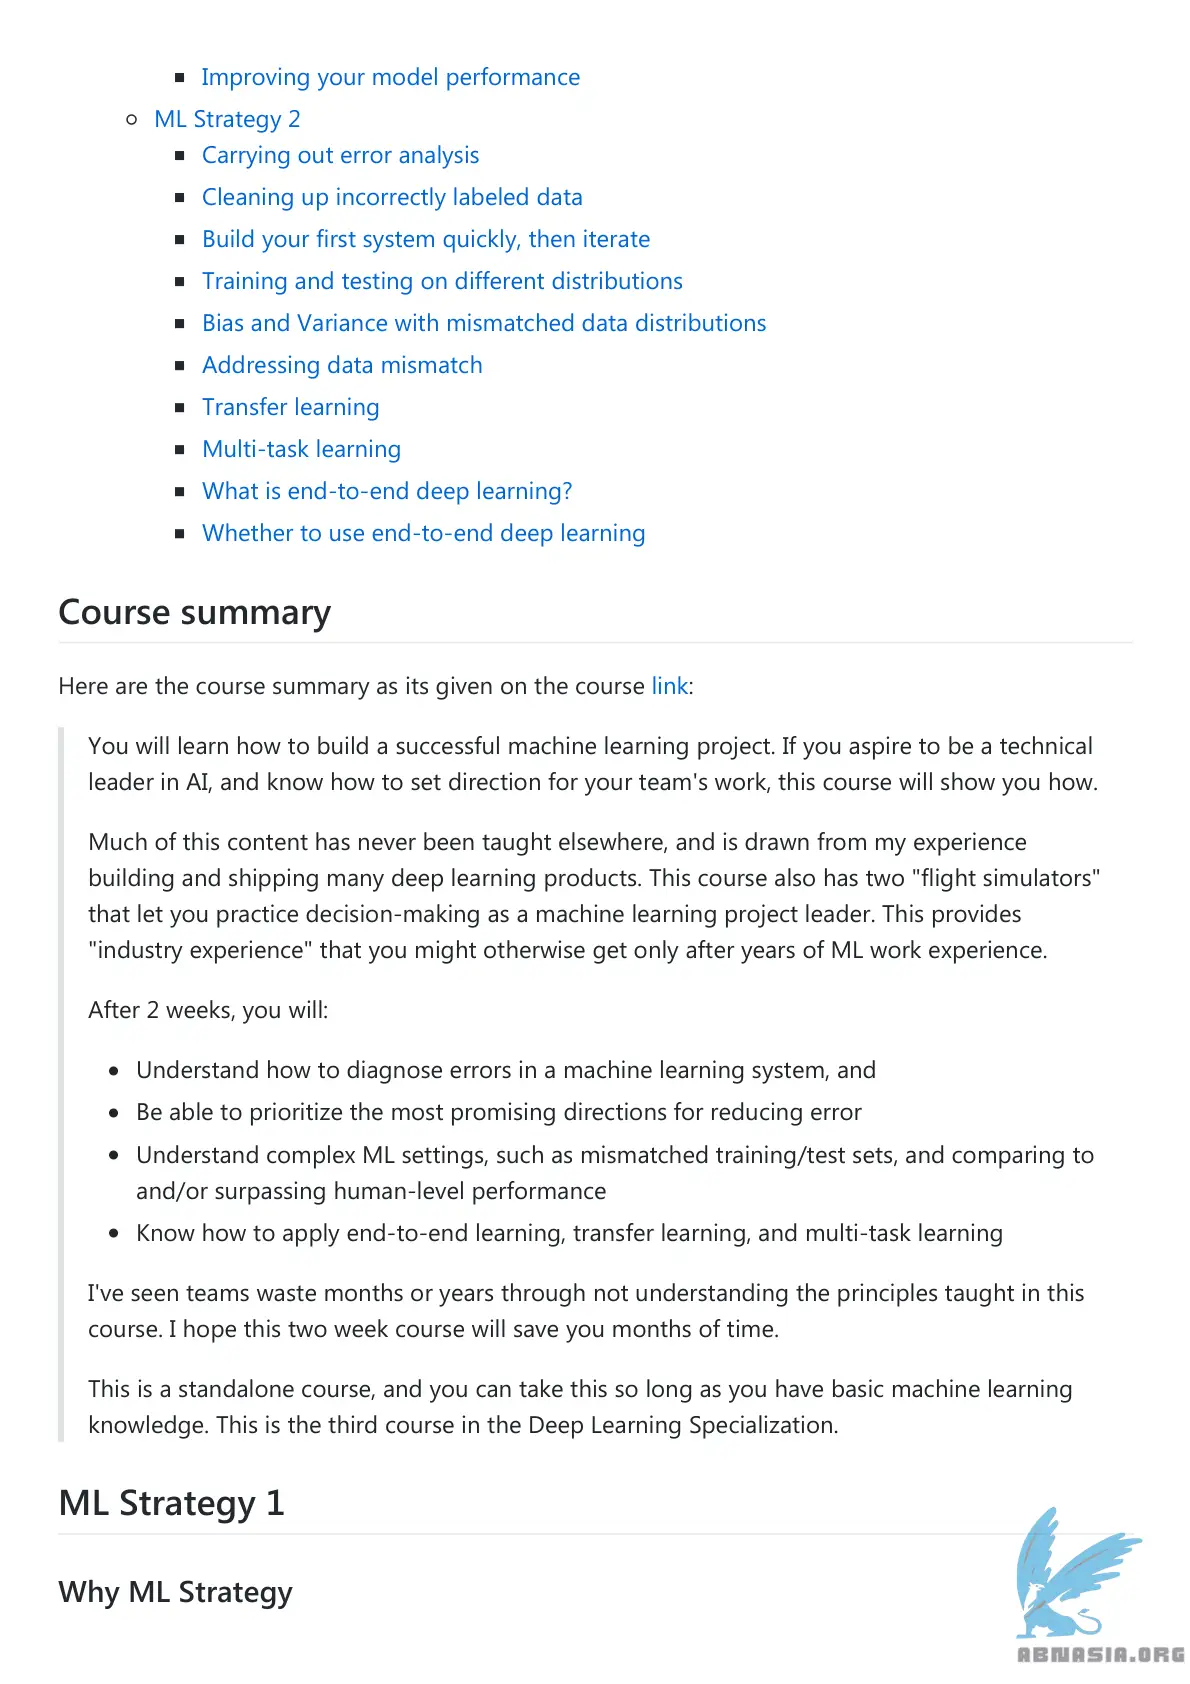 Improving your model performance
ML Strategy 2
Carrying out error analysis
Cleaning up incorrectly labeled data
Build your first system quickly, then iterate
Training and testing on different distributions
Bias and Variance with mismatched data distributions
Addressing data mismatch
Transfer learning
Multi-task learning
What is end-to-end deep learning?
Whether to use end-to-end deep learning
Course summary
Here are the course summary as its given on the course link:
You will learn how to build a successful machine learning project. If you aspire to be a technical
leader in AI, and know how to set direction for your team's work, this course will show you how.
Much of this content has never been taught elsewhere, and is drawn from my experience
building and shipping many deep learning products. This course also has two "flight simulators"
that let you practice decision-making as a machine learning project leader. This provides
"industry experience" that you might otherwise get only after years of ML work experience.
After 2 weeks, you will:
Understand how to diagnose errors in a machine learning system, and
Be able to prioritize the most promising directions for reducing error
Understand complex ML settings, such as mismatched training/test sets, and comparing to
and/or surpassing human-level performance
Know how to apply end-to-end learning, transfer learning, and multi-task learning
I've seen teams waste months or years through not understanding the principles taught in this
course. I hope this two week course will save you months of time.
This is a standalone course, and you can take this so long as you have basic machine learning
knowledge. This is the third course in the Deep Learning Specialization.
ML Strategy 1
Why ML Strategy
ABNASIA.ORG